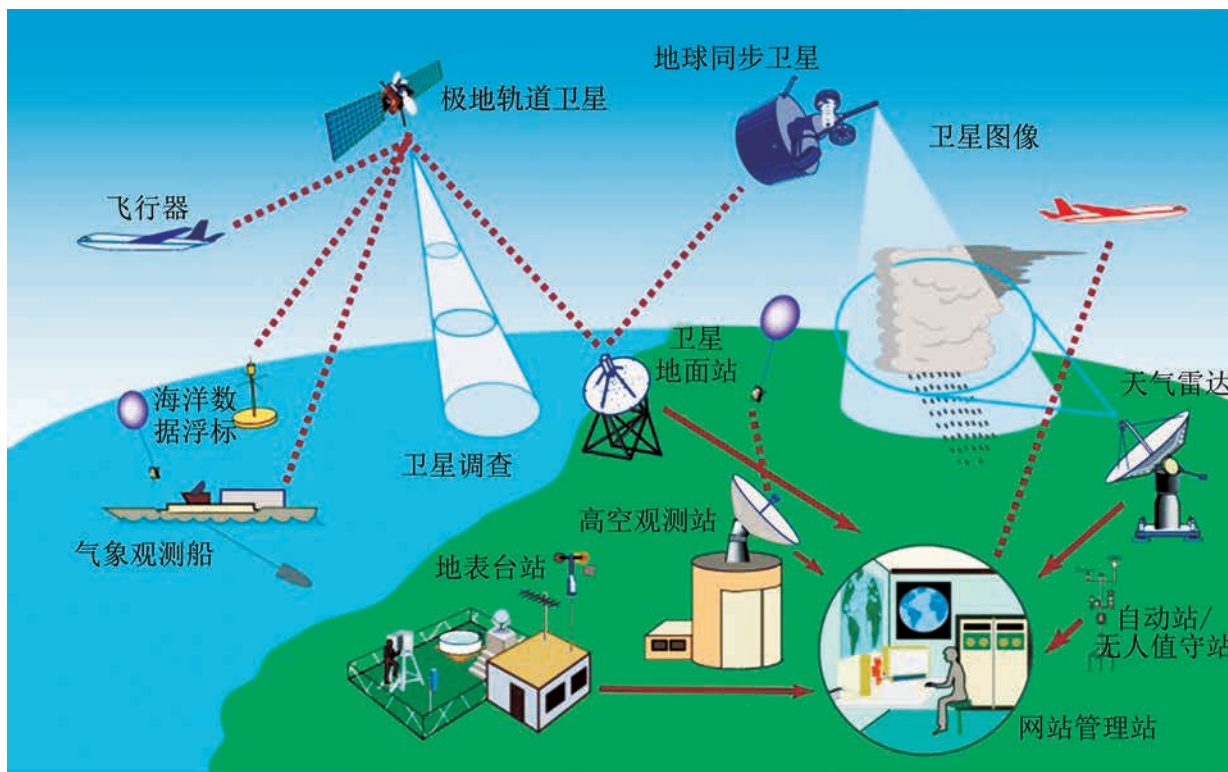 地球同步卫星
极地轨道卫星
卫星图像
飞行器
卫星
地面站
天气雷达
海洋数
据浮标
卫星调查
高空观测站
气象观测船
地表台站
自动站/
无人值守站
网站管理站